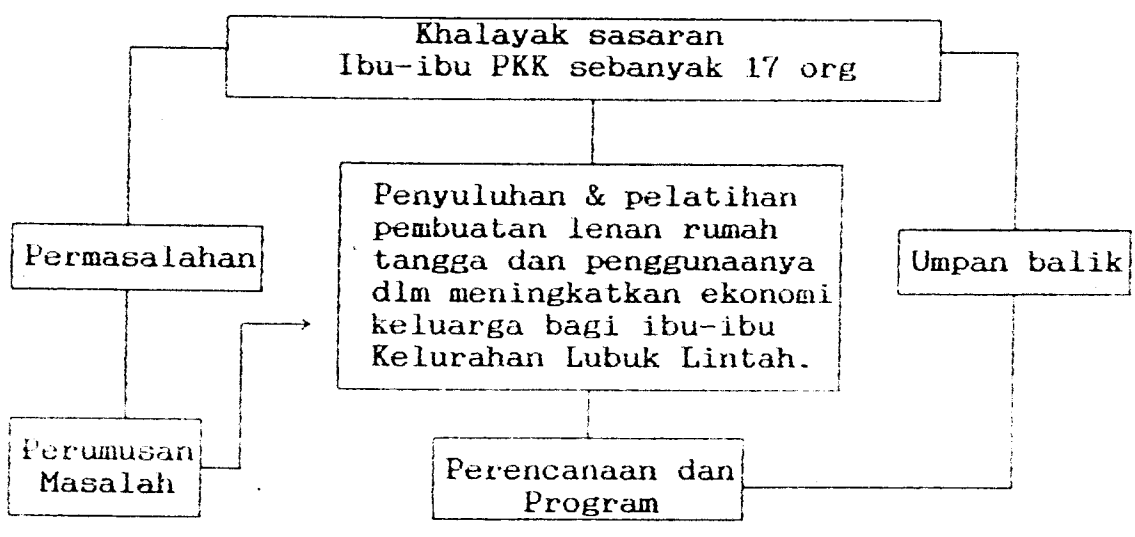 Khalayak sasaran
Ibu-ibu PKK sebanyak 17 org
Penyuluhan & pelatihan
pembuatan lenan rumah
tangga dan penggunaanya
dlm meningkatkan ekonomi
keluarga bagi ibu-ibu
Kelurahan Lubuk Lintah.
Permasalahan
Umpan balik
Perumusan
Masalah
Perencanaan dan
Program